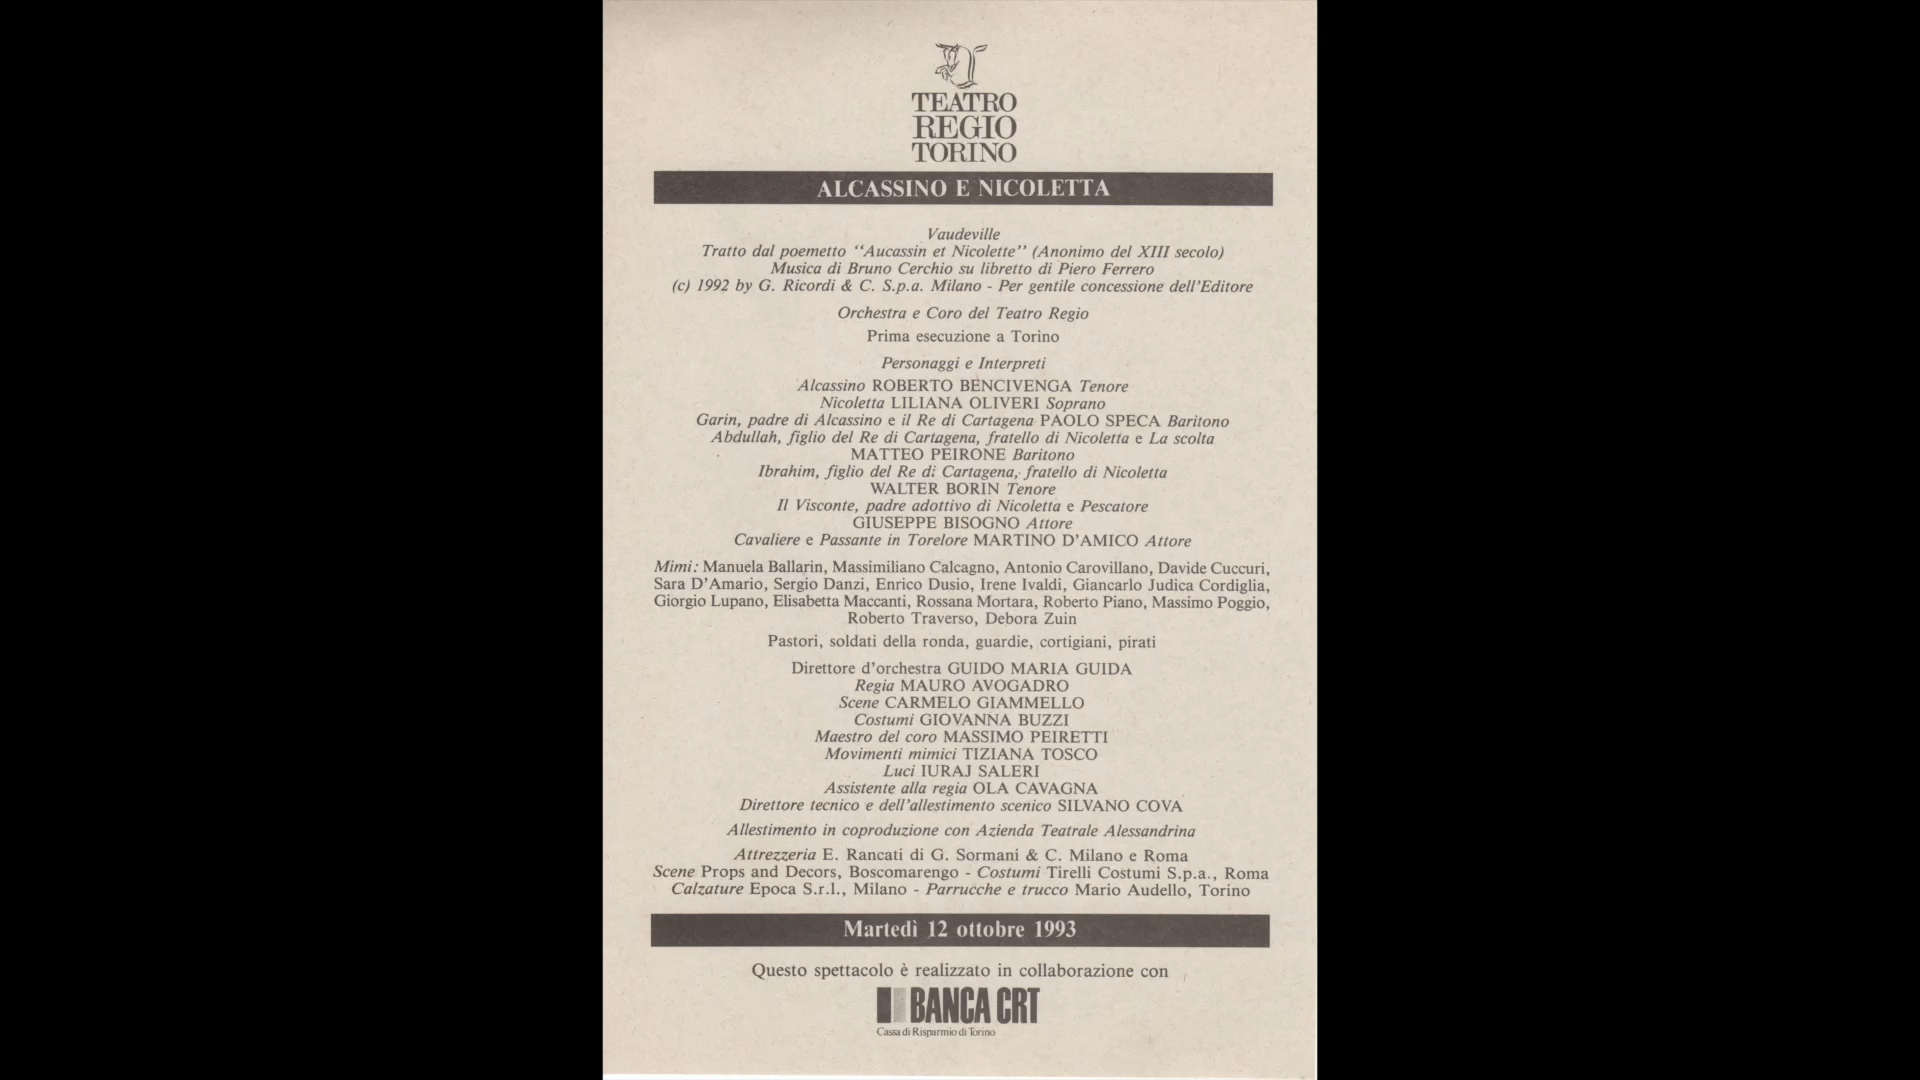 TEATRO
REGIO
TORINO
ALCASSINO E NICOLETTA
Vaudeville
Tratto dal poemetto ‘‘Aucassin et Nicolette’’ (Anonimo del XIII secolo)
Musica di Bruno Cerchio su libretto di Piero Ferrero
(c) 1992 by G. Ricordi & C. S.p.a. Milano - Per gentile concessione dell'Editore
Orchestra e Coro del Teatro Regio
Prima esecuzione a Torino
Personaggi e Interpreti
Alcassino ROBERTO BENCIVENGA Tenore
Nicoletta LILIANA OLIVERI Soprano
Garin, padre di Alcassino e il Re di Cartagena PAOLO SPECA Baritono
Abdullah, figlio del Re di Cartagena, fratello di Nicoletta e La scolta
MATTEO PEIRONE Baritono
Ibrahim, figlio del Re di Cartagena, fratello di Nicoletta
WALTER BORIN Tenore
Il Visconte, padre adottivo di Nicoletta e Pescatore
GIUSEPPE BISOGNO Attore
Cavaliere e Passante in Torelore MARTINO D'AMICO Attore
Mimi: Manuela Ballarin, Massimiliano Calcagno, Antonio Carovillano, Davide Cuccuri,
Sara D'Amario, Sergio Danzi, Enrico Dusio, Irene Ivaldi, Giancarlo Judica Cordiglia,
Giorgio Lupano, Elisabetta Maccanti, Rossana Mortara, Roberto Piano, Massimo Poggio,
Roberto Traverso, Debora Zuin
Pastori, soldati della ronda, guardie, cortigiani, pirati
Direttore d'orchestra GUIDO MARIA GUIDA
Regia MAURO AVOGADRO
Scene CARMELO GIAMMELLO
Costumi GIOVANNA BUZZI
Maestro del coro MASSIMO PEIRETTI
Movimenti mimici TIZIANA TOSCO
Luci IURAJ SALERI
Assistente alla regia OLA CAVAGNA
Direttore tecnico e dell'allestimento scenico SILVANO COVA
Allestimento in coproduzione con Azienda Teatrale Alessandrina
Attrezzeria E. Rancati di G. Sormani & C. Milano e Roma
Scene Props and Decors, Boscomarengo - Costumi Tirelli Costumi S.p.a., Roma
Calzature Epoca S.r.l., Milano - Parrucche e trucco Mario Audello, Torino
Martedì 12 ottobre 1993
Questo spettacolo è realizzato in collaborazione con
BANCA CRT
Cassa di Risparmio di Torino